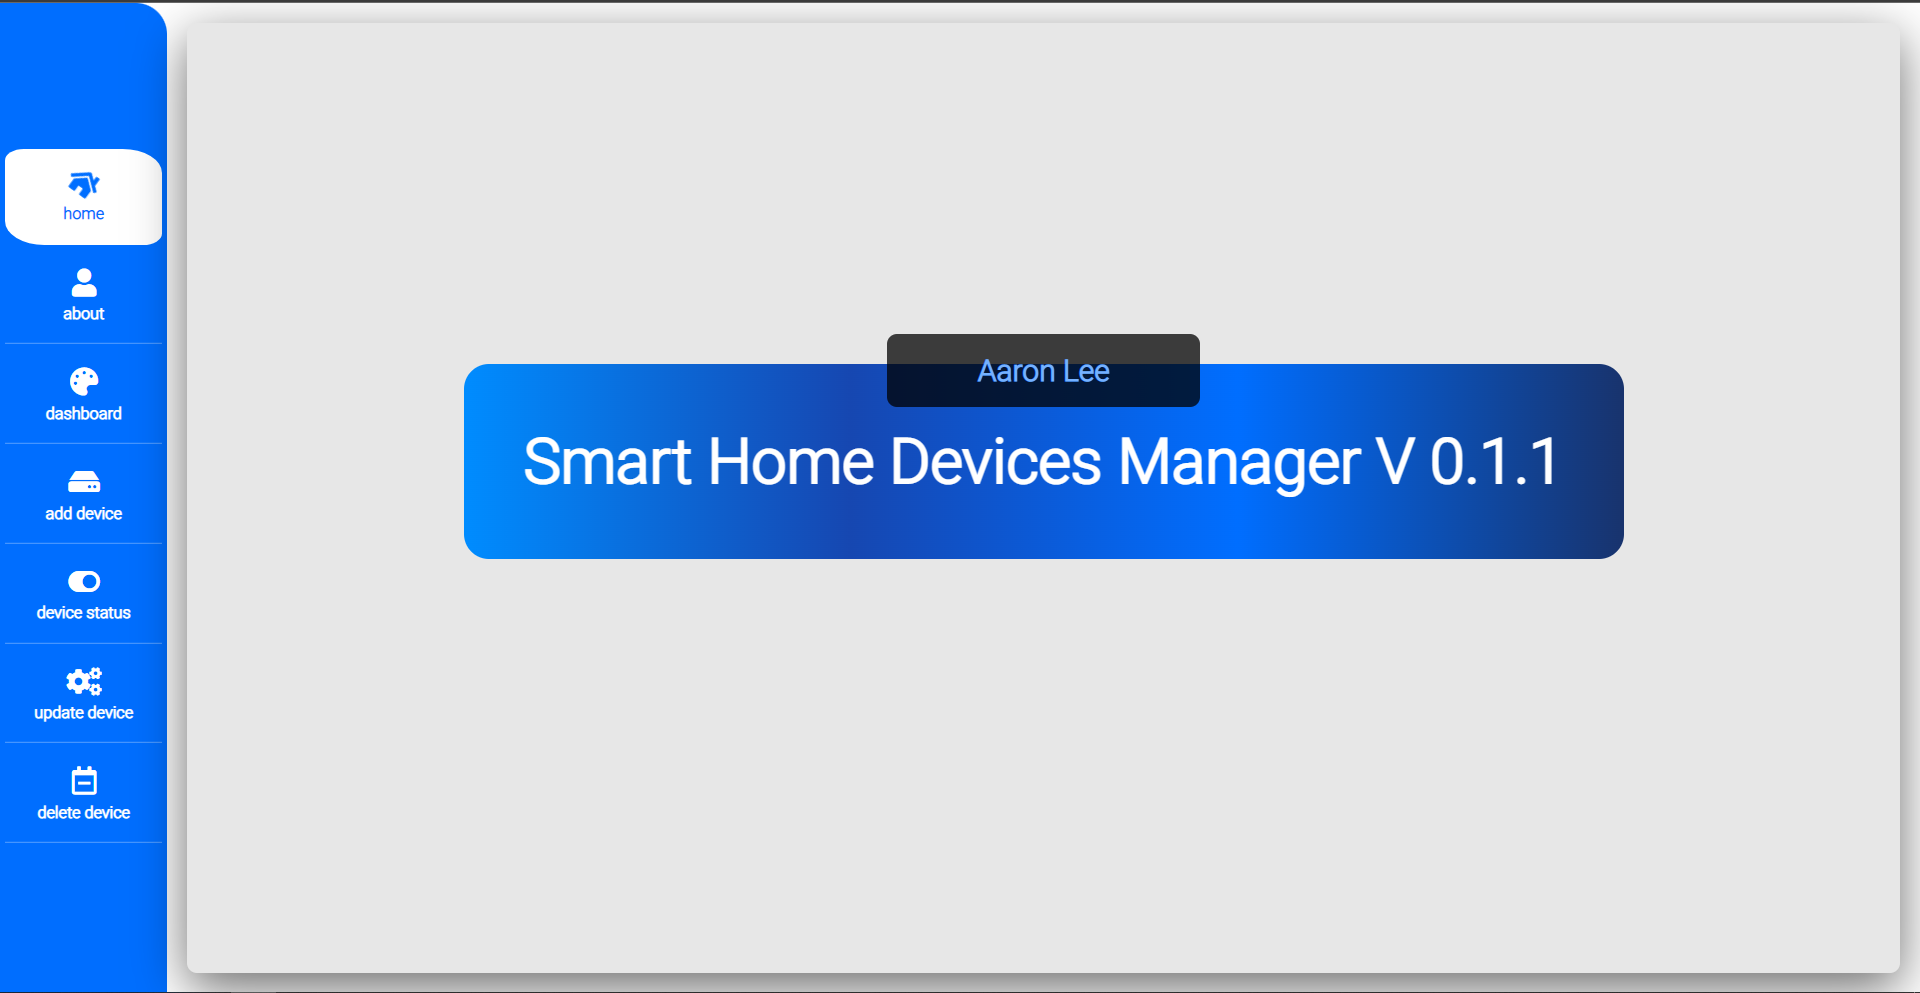 home
about
dashboard
add device
device status
update device
delete device
Aaron Lee
Smart Home Devices Manager V 0.1.1